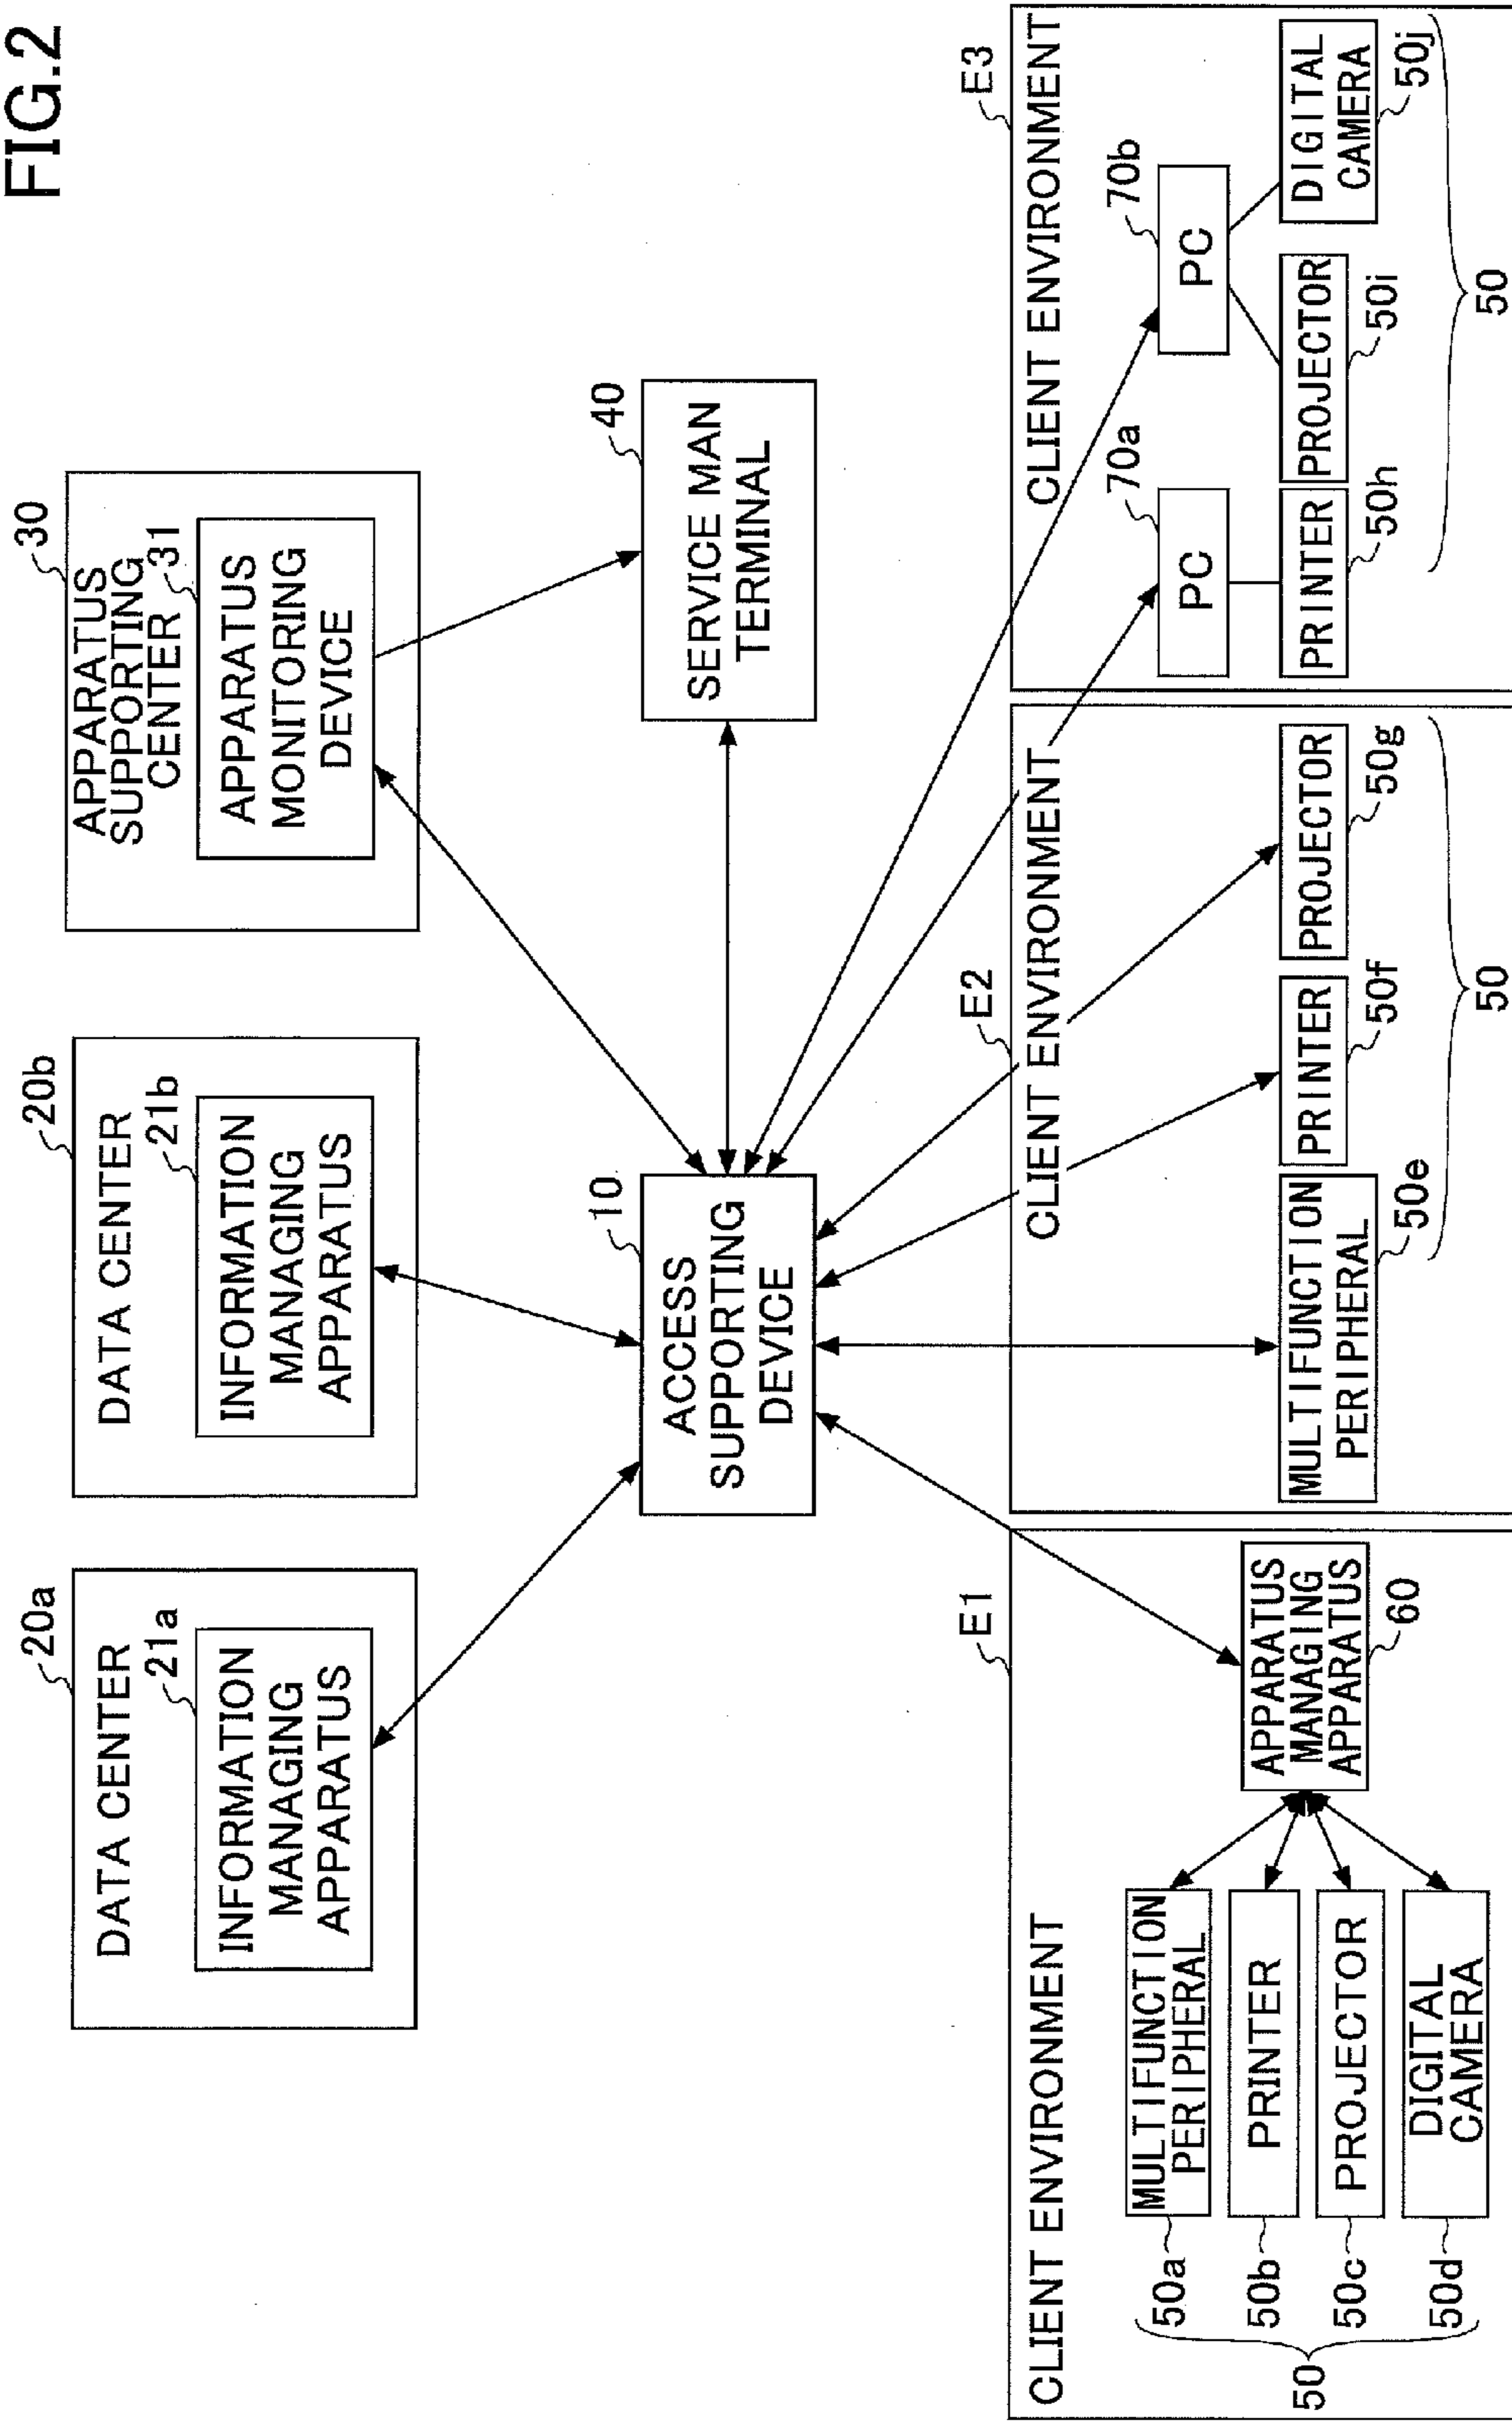 FIG.2
20a
DATA CENTER
21a
INFORMATION
MANAGING
APPARATUS
20b
DATA CENTER
21b
INFORMATION
MANAGING
APPARATUS
30
APPARATUS
SUPPORTING
CENTER
31
APPARATUS
MONITORING
DEVICE
10
ACCESS
SUPPORTING
DEVICE
40
SERVICE MAN
TERMINAL
E1
CLIENT ENVIRONMENT
50
50a
MULTIFUNCTION
PERIPHERAL
50b
PRINTER
50c
PROJECTOR
50d
DIGITAL
CAMERA
APPARATUS
MANAGING
APPARATUS
60
E2
CLIENT ENVIRONMENT
MULTIFUNCTION
PERIPHERAL
50e
PRINTER
50f
PROJECTOR
50g
50
E3
CLIENT ENVIRONMENT
70a
PC
70b
PC
PRINTER
50h
PROJECTOR
50i
DIGITAL
CAMERA
50j
50